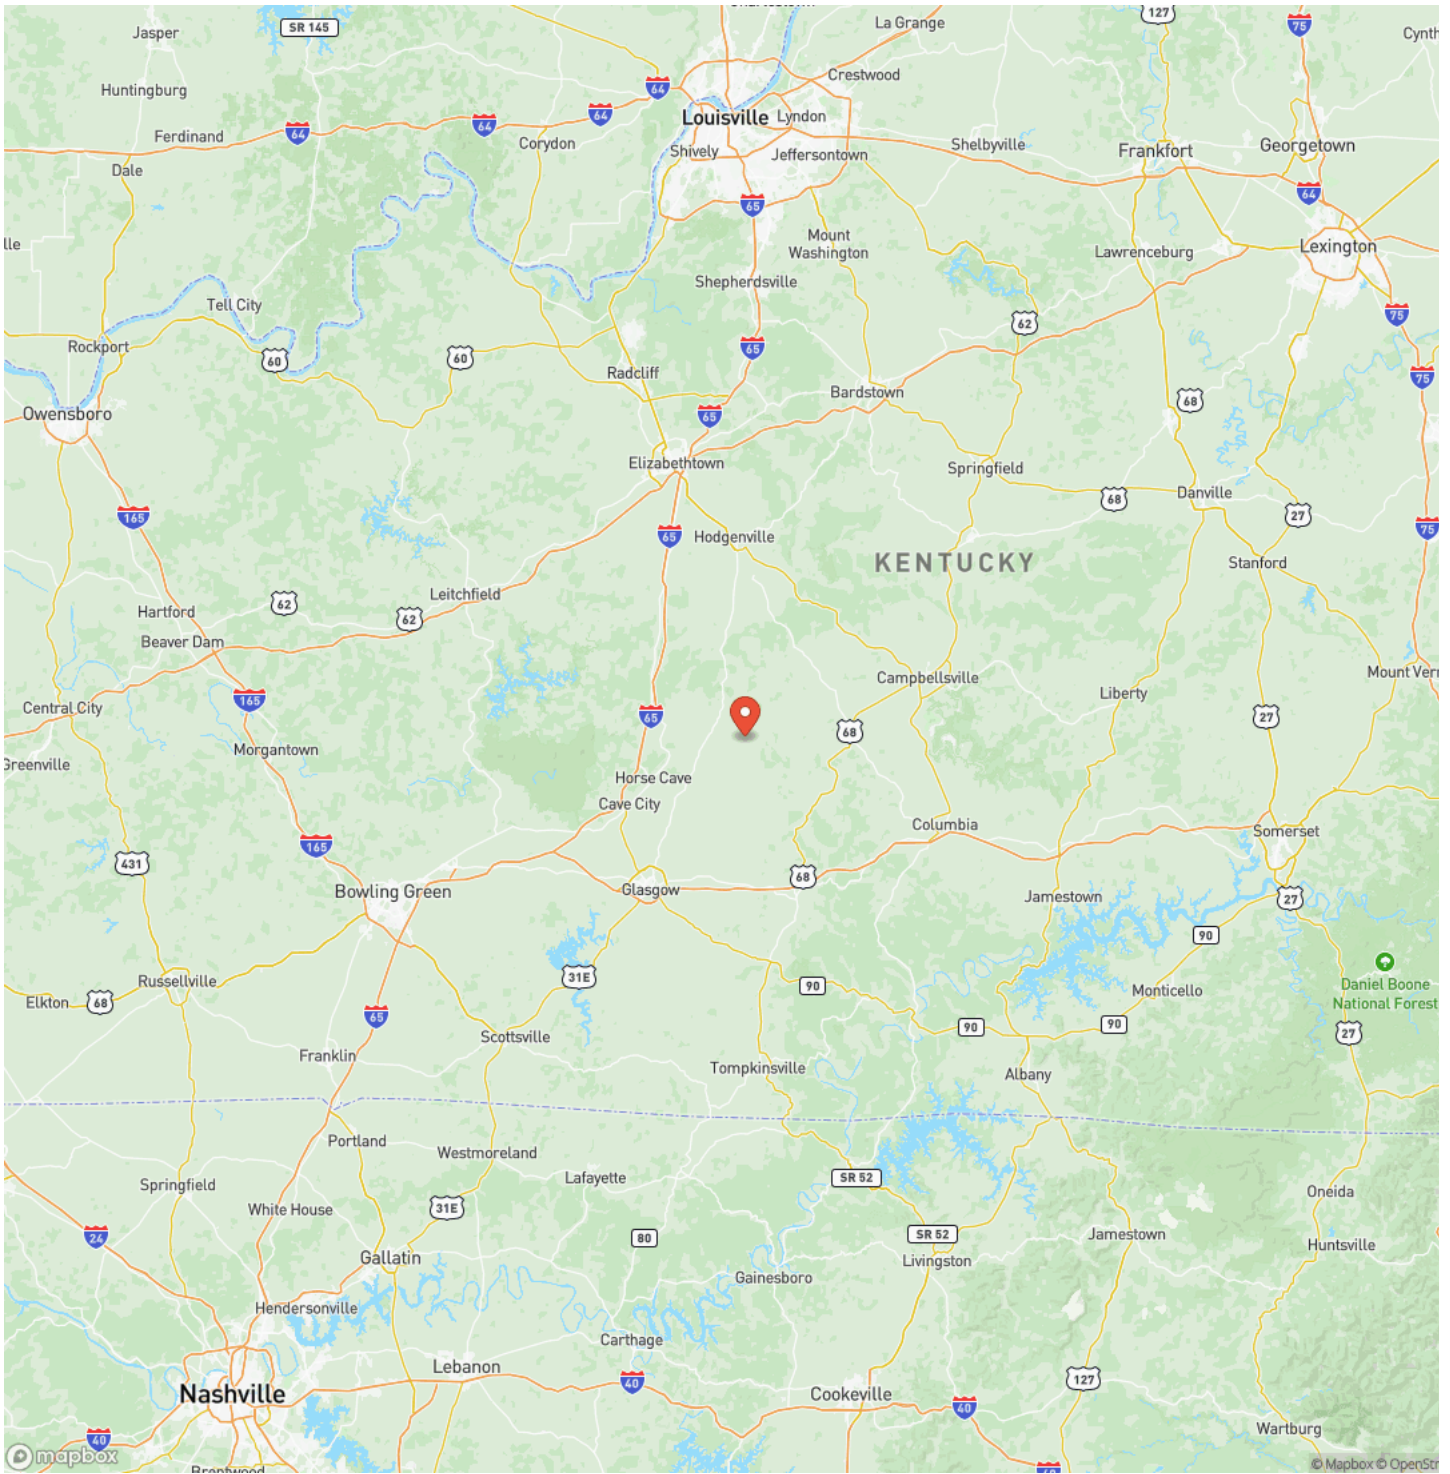 127
SR 145
Jasper
La Grange
75
Cynth
Crestwood
64
Huntingburg
64
Louisville
Lyndon
Ferdinand
64
64
Corydon
Shively
Jeffersontown
Shelbyville
Frankfort
Georgetown
Dale
64
65
lle
Mount
Washington
Lawrenceburg
Lexington
Shepherdsville
Tell City
75
62
Rockport
60
60
65
Radcliff
75
Bardstown
68
Owensboro
65
Elizabethtown
Springfield
Danville
68
165
27
75
65
Hodgenville
KENTUCKY
Stanford
Leitchfield
62
62
Hartford
Beaver Dam
Campbellsville
Mount Ver
Liberty
165
Central City
65
27
68
Morgantown
Greenville
Horse Cave
Cave City
Columbia
Somerset
165
431
68
Bowling Green
Glasgow
Jamestown
27
90
31E
Russellville
90
Daniel Boone
National Forest
Monticello
Elkton
68
65
90
90
27
Scottsville
Franklin
Tompkinsville
Albany
Portland
Westmoreland
Lafayette
SR 52
Springfield
Oneida
White House
31E
24
80
SR 52
Jamestown
Huntsville
Gallatin
Livingston
Gainesboro
Hendersonville
Carthage
Lebanon
40
127
Nashville
Cookeville
40
Wartburg
40
mapbox
© Mapbox © OpenStr